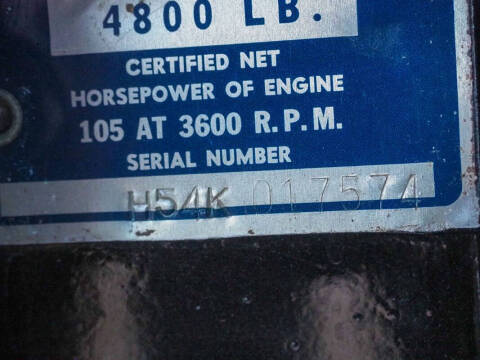 4800 LB.
CERTIFIED NET
HORSEPOWER OF ENGINE
105 AT 3600 R.P.M.
SERIAL NUMBER
H54K 017574